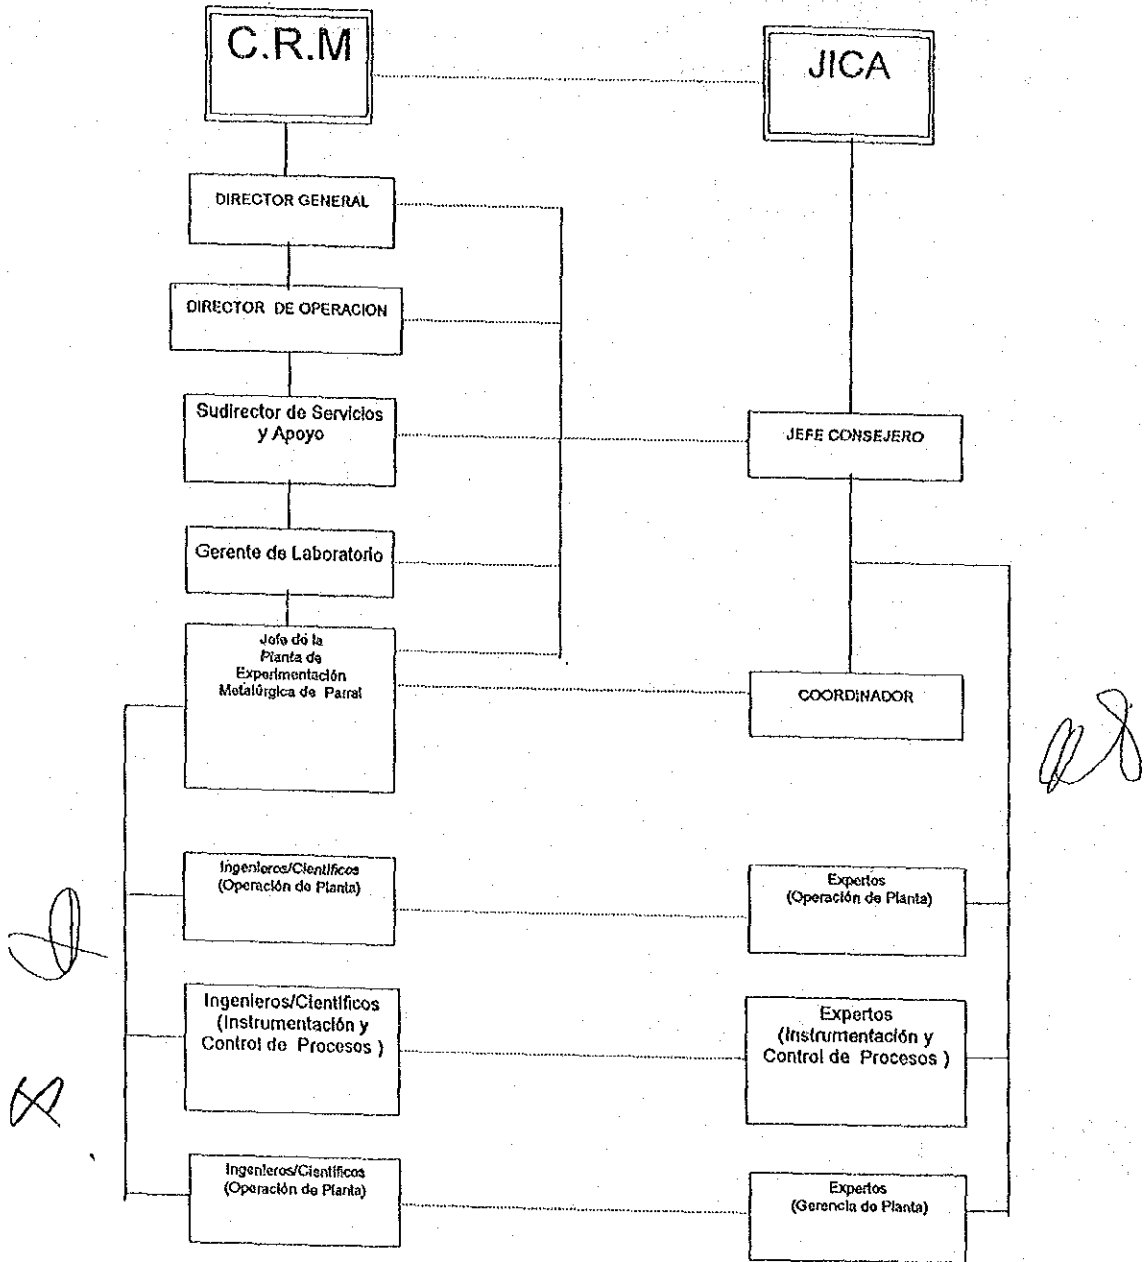 C.R.M
JICA
DIRECTOR GENERAL
DIRECTOR DE OPERACION
Sudirector de Servicios
y Apoyo
JEFE CONSEJERO
Gerente de Laboratorio
Jefe de la
Planta de
Experimentación
Metalúrgica de Parral
COORDINADOR
Ingenieros/Científicos
(Operación de Planta)
Expertos
(Operación de Planta)
Ingenieros/Científicos
(Instrumentación y
Control de Procesos )
Expertos
(Instrumentación y
Control de Procesos )
Ingenieros/Científicos
(Operación de Planta)
Expertos
(Gerencia de Planta)